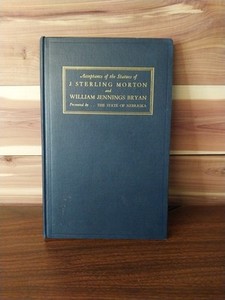 Acceptance of the Statues of
J. STERLING MORTON
and
WILLIAM JENNINGS BRYAN
Presented by THE STATE OF NEBRASKA